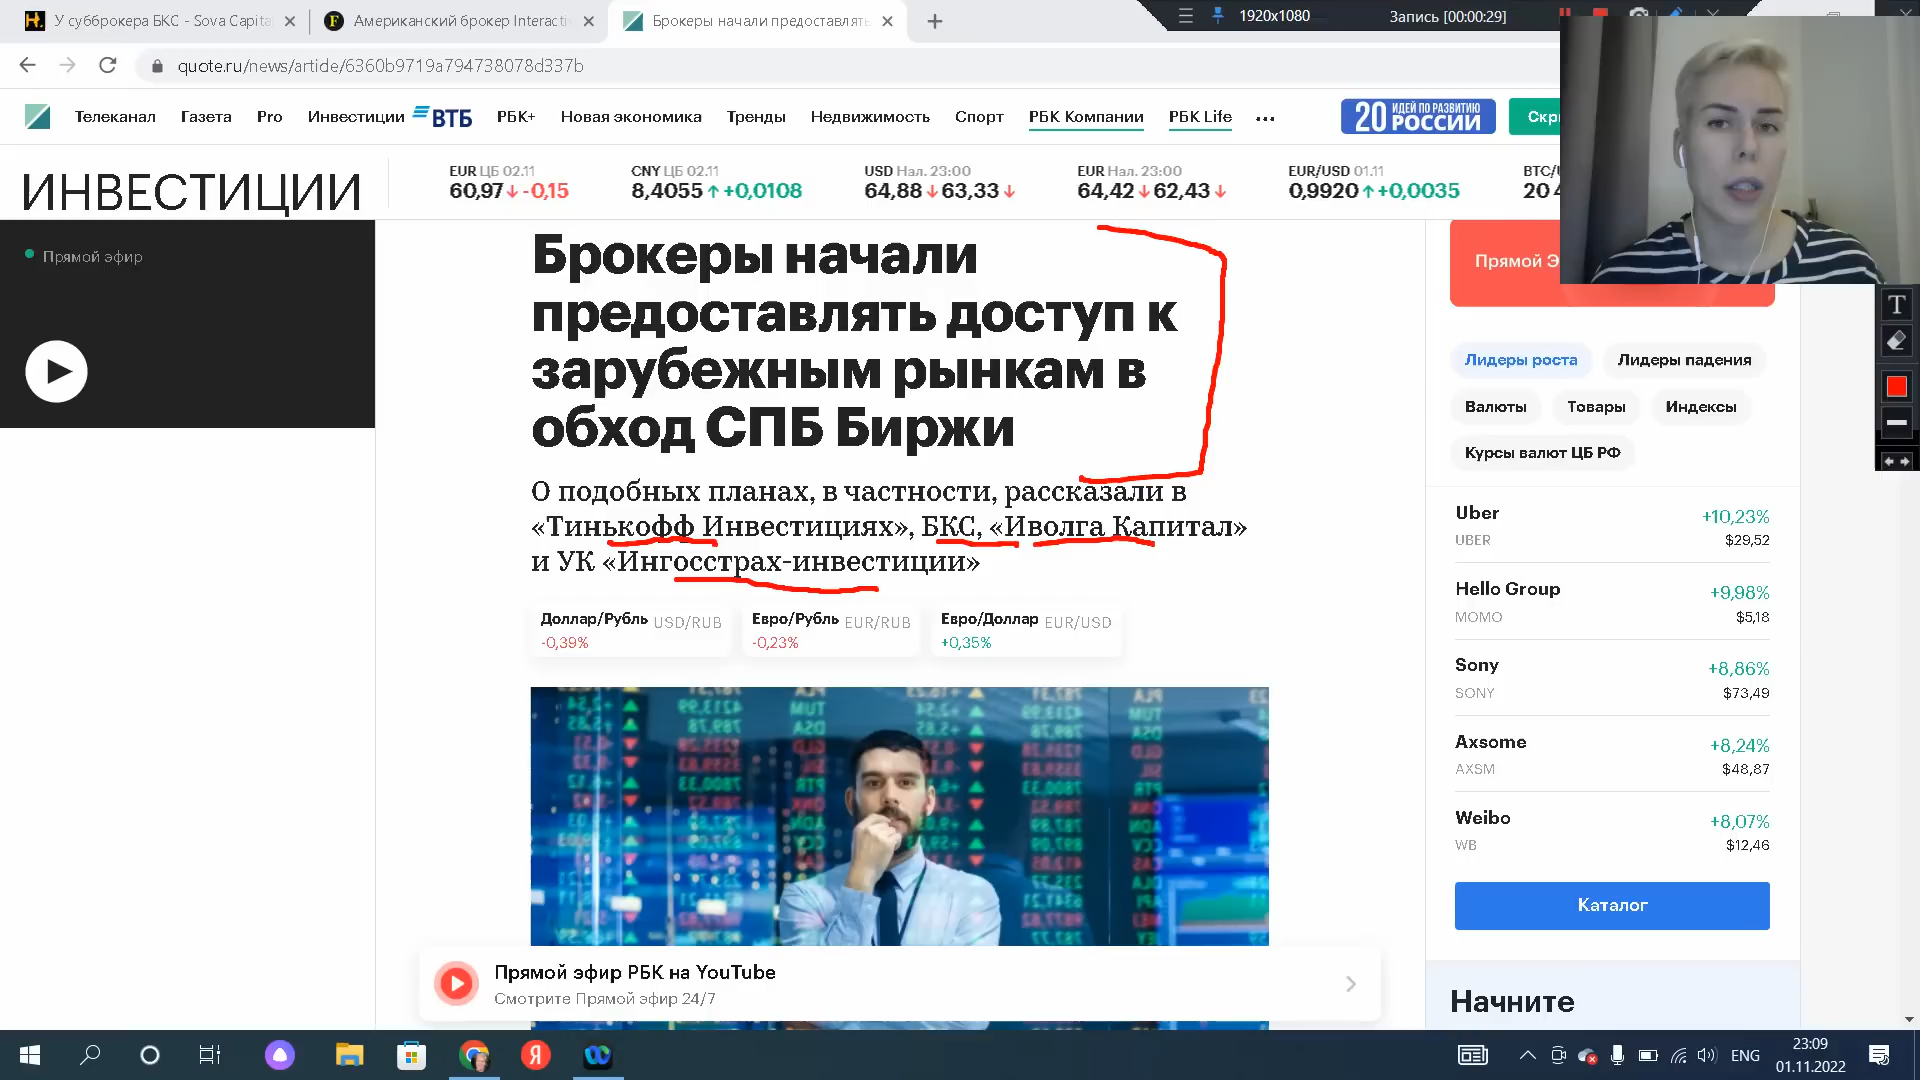 У субброкера БКС - Sova Capita
Американский брокер Interacti
Брокеры начали предоставлять
1920x1080
Запись [00:00:29]
quote.ru/news/article/6360b9719a794738078d337b
Телеканал
Газета
Pro
Инвестиции
ВТБ
РБК+
Новая экономика
Тренды
Недвижимость
Спорт
РБК Компании
РБК Life
20 ИДЕЙ ПО РАЗВИТИЮ
РОССИИ
Скри
ИНВЕСТИЦИИ
EUR ЦБ 02.11
60,97 ↓ -0,15
CNY ЦБ 02.11
8,4055 ↑ +0,0108
USD Нал. 23:00
64,88 ↓ 63,33 ↓
EUR Нал. 23:00
64,42 ↓ 62,43 ↓
EUR/USD 01.11
0,9920 ↑ +0,0035
BTC/U
20 4
Прямой эфир
Брокеры начали
предоставлять доступ к
зарубежным рынкам в
обход СПБ Биржи
О подобных планах, в частности, рассказали в
«Тинькофф Инвестициях», БКС, «Иволга Капитал»
и УК «Ингосстрах-инвестиции»
Доллар/Рубль USD/RUB
-0,39%
Евро/Рубль EUR/RUB
-0,23%
Евро/Доллар EUR/USD
+0,35%
Прямой эфир РБК на YouTube
Смотрите Прямой эфир 24/7
Прямой Э
Лидеры роста
Лидеры падения
Валюты
Товары
Индексы
Курсы валют ЦБ РФ
Uber +10,23%
UBER $29,52
Hello Group +9,98%
MOMO $5,18
Sony +8,86%
SONY $73,49
Axsome +8,24%
AXSM $48,87
Weibo +8,07%
WB $12,46
Каталог
Начните
T
ENG
23:09
01.11.2022